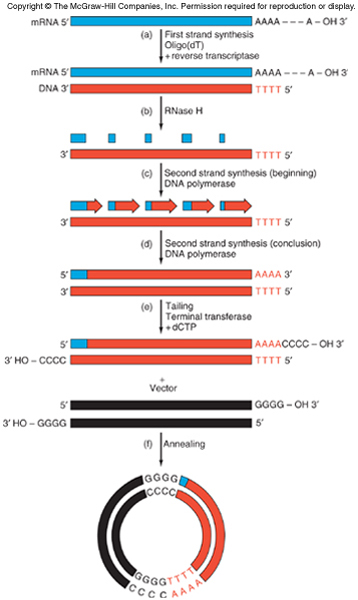 Copyright © The McGraw-Hill Companies, Inc. Permission required for reproduction or display.
mRNA 5′ AAAA – – – A – OH 3′
(a) First strand synthesis
Oligo(dT)
+ reverse transcriptase
mRNA 5′ AAAA – – – A – OH 3′
DNA 3′ TTTT 5′
(b) RNase H
3′ TTTT 5′
(c) Second strand synthesis (beginning)
DNA polymerase
3′ TTTT 5′
(d) Second strand synthesis (conclusion)
DNA polymerase
5′ AAAA 3′
3′ TTTT 5′
(e) Tailing
Terminal transferase
+ dCTP
5′ AAAACCCC – OH 3′
3′ HO – CCCC TTTT 5′
+
Vector
5′ GGGG – OH 3′
3′ HO – GGGG 5′
(f) Annealing
GGGG
CCCC
GGGGTTTT
CCCCAAAA